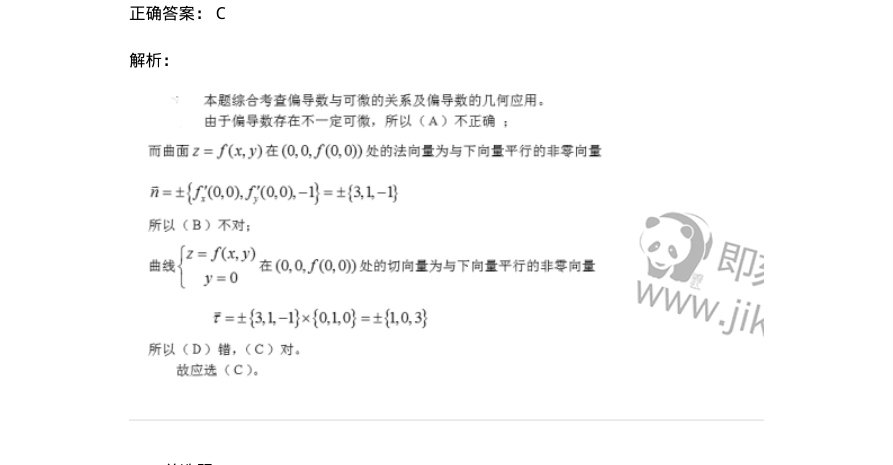 正确答案： C
解析：
本题综合考查偏导数与可微的关系及偏导数的几何应用。
由于偏导数存在不一定可微，所以（A）不正确 ；
而曲面 z = f(x, y) 在 (0, 0, f(0, 0)) 处的法向量为与下向量平行的非零向量
n̄ = ±{f′x(0,0), f′y(0,0), −1} = ±{3,1,−1}
所以（B）不对；
曲线 { z = f(x, y)
y = 0
在 (0, 0, f(0, 0)) 处的切向量为与下向量平行的非零向量
τ̄ = ±{3,1,−1}×{0,1,0} = ±{1,0,3}
所以（D）错，（C）对。
故应选（C）。
即刻
www.jik